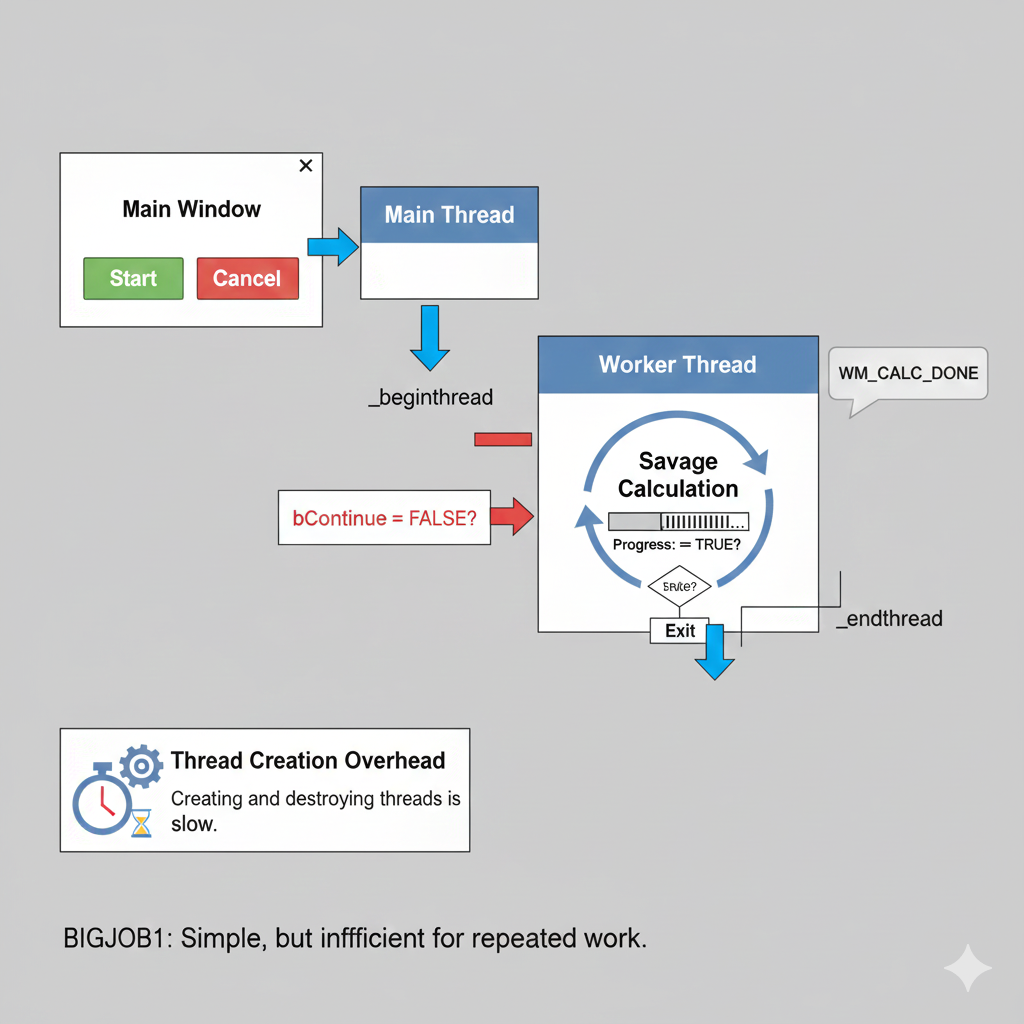 Main Window
Start
Cancel
Main Thread
_beginthread
Worker Thread
WM_CALC_DONE
Savage
Calculation
Progress: = TRUE?
bContinue = FALSE?
Exit
_endthread
Thread Creation Overhead
Creating and destroying threads is
slow.
BIGJOB1: Simple, but inffficient for repeated work.